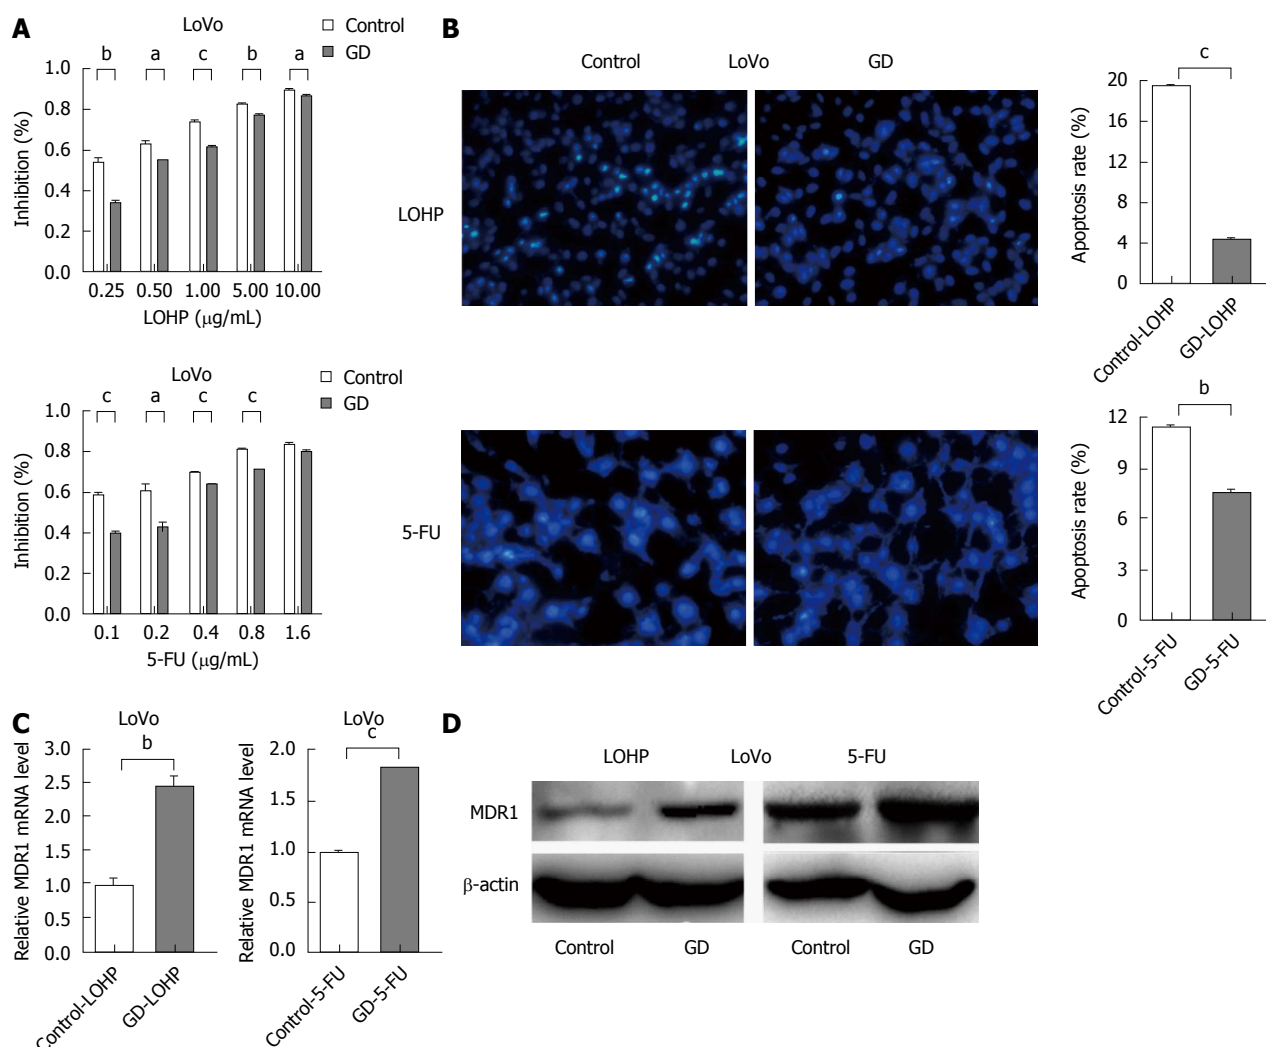 A
LoVo
Control
GD
b a c b a
Inhibition (%)
1.0
0.8
0.6
0.4
0.2
0.0
0.25 0.50 1.00 5.00 10.00
LOHP (μg/mL)
LoVo
Control
GD
c a c c
Inhibition (%)
1.0
0.8
0.6
0.4
0.2
0.0
0.1 0.2 0.4 0.8 1.6
5-FU (μg/mL)
B
Control LoVo GD
LOHP
5-FU
c
Apoptosis rate (%)
20
16
12
8
4
0
Control-LOHP
GD-LOHP
b
Apoptosis rate (%)
12
9
6
3
0
Control-5-FU
GD-5-FU
C
LoVo
b
Relative MDR1 mRNA level
3.0
2.5
2.0
1.5
1.0
0.5
0.0
Control-LOHP
GD-LOHP
LoVo
c
Relative MDR1 mRNA level
2.0
1.5
1.0
0.5
0.0
Control-5-FU
GD-5-FU
D
LOHP LoVo 5-FU
MDR1
β-actin
Control GD Control GD